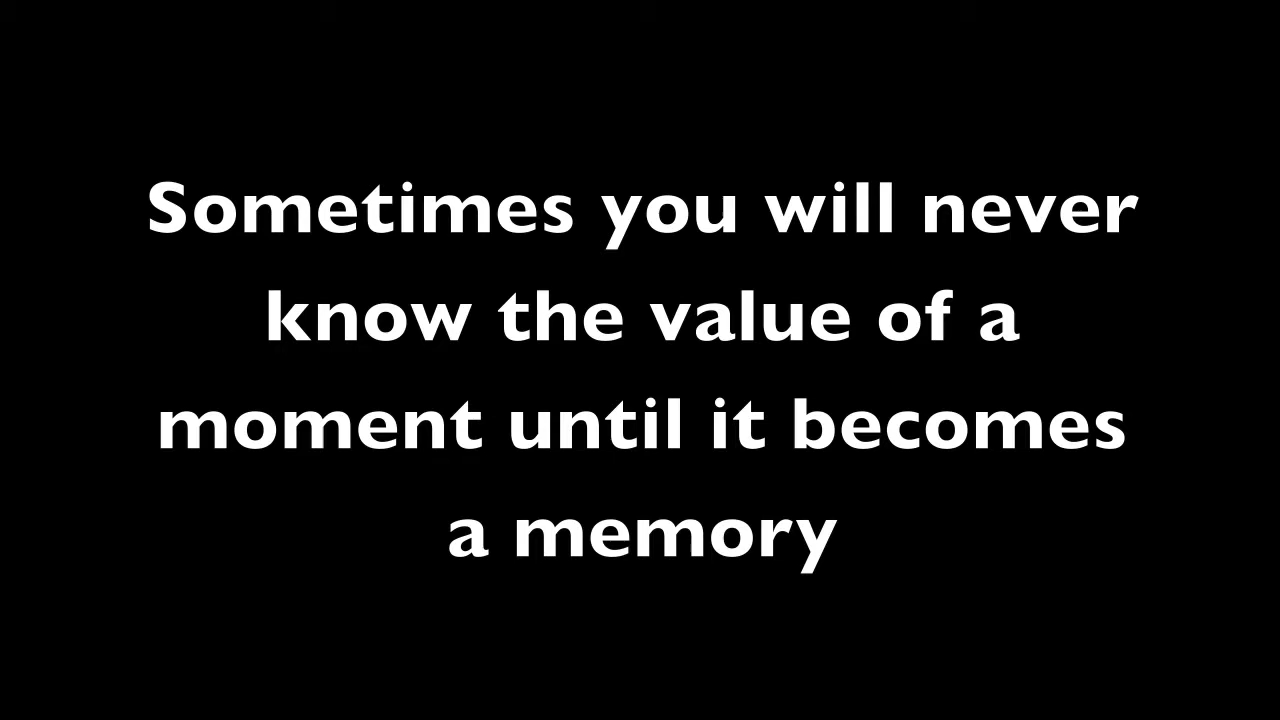 Sometimes you will never
know the value of a
moment until it becomes
a memory